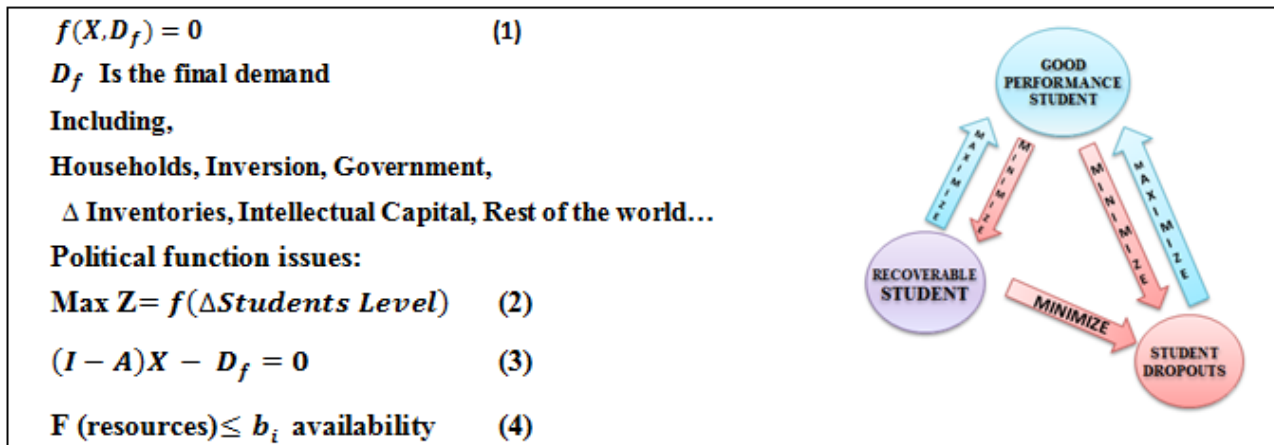 f(X,D_f) = 0 (1)
D_f Is the final demand
Including,
Households, Inversion, Government,
Δ Inventories, Intellectual Capital, Rest of the world…
Political function issues:
Max Z= f(ΔStudents Level) (2)
(I − A)X − D_f = 0 (3)
F (resources)≤ b_i availability (4)
GOOD
PERFORMANCE
STUDENT
MAXIMIZE
MINIMIZE
MINIMIZE
MAXIMIZE
RECOVERABLE
STUDENT
MINIMIZE
STUDENT
DROPOUTS